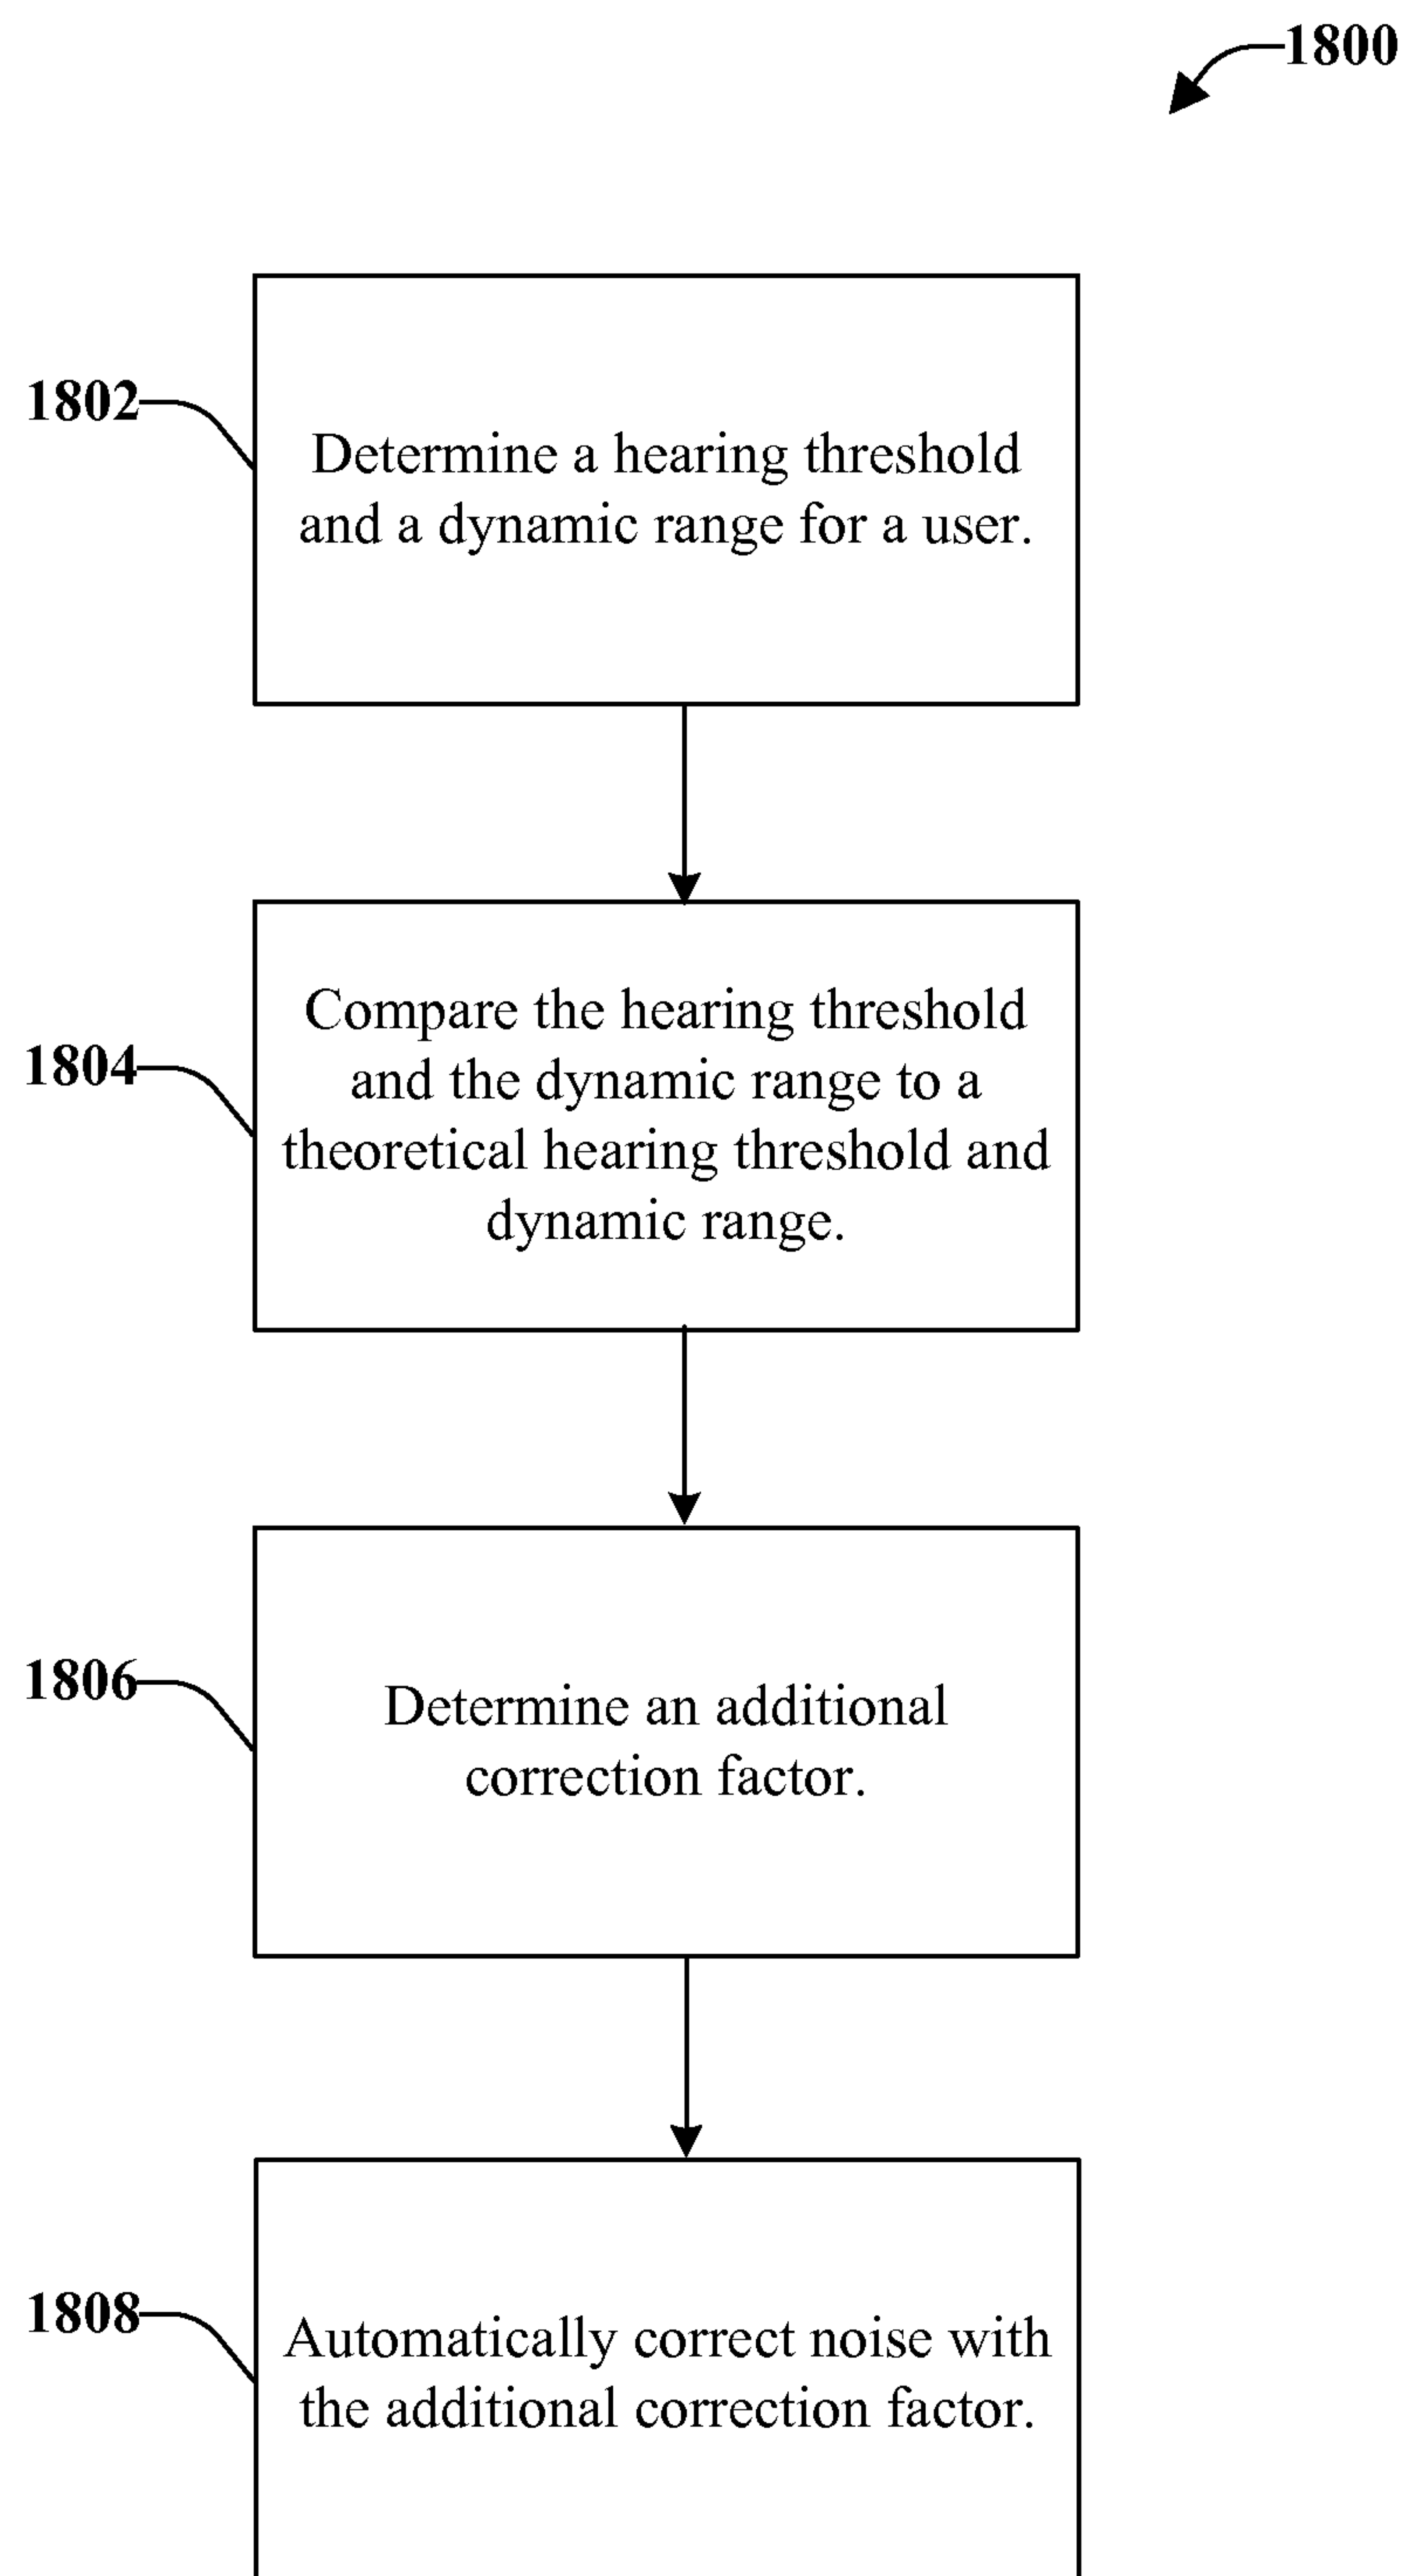 1800
1802
Determine a hearing threshold
and a dynamic range for a user.
1804
Compare the hearing threshold
and the dynamic range to a
theoretical hearing threshold and
dynamic range.
1806
Determine an additional
correction factor.
1808
Automatically correct noise with
the additional correction factor.